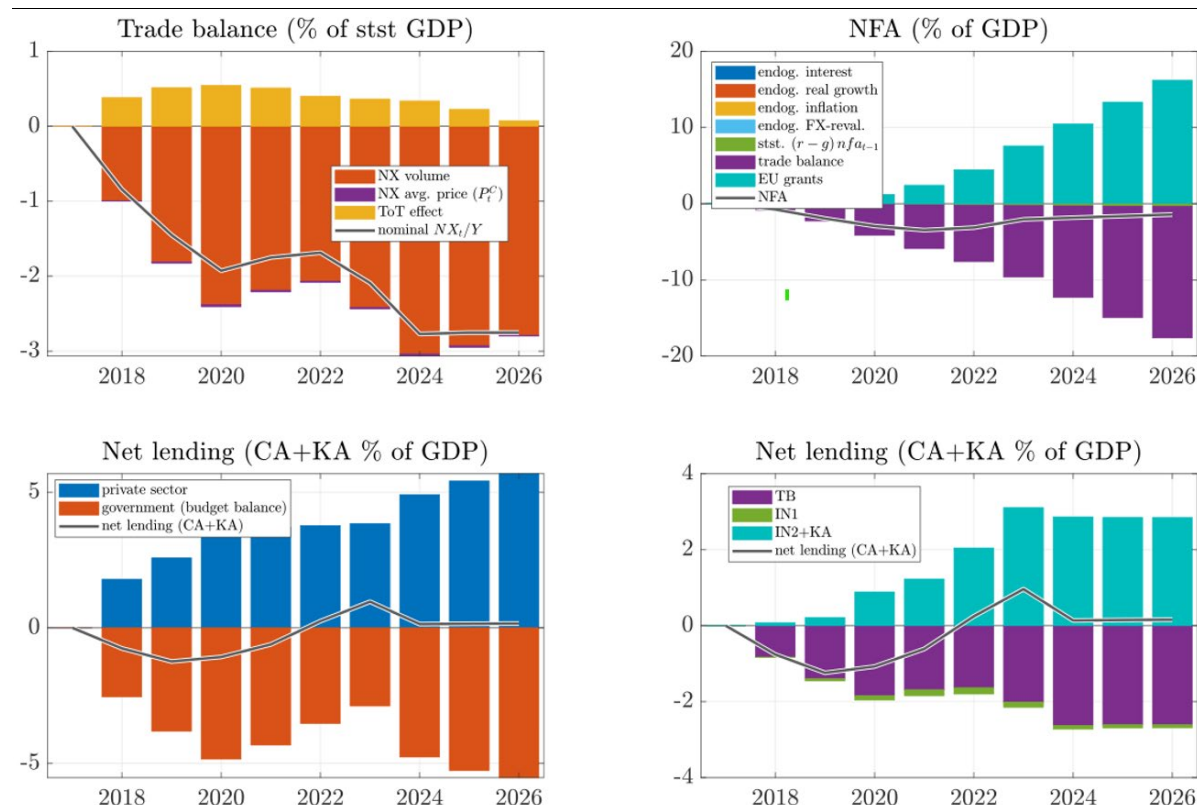 Trade balance (% of stst GDP)
1
0
-1
-2
-3
NX volume
NX avg. price (P_t^C)
ToT effect
nominal NX_t/Y
2018 2020 2022 2024 2026
NFA (% of GDP)
20
10
0
-10
-20
endog. interest
endog. real growth
endog. inflation
endog. FX-reval.
stst. (r − g) nfa_{t−1}
trade balance
EU grants
NFA
2018 2020 2022 2024 2026
Net lending (CA+KA % of GDP)
5
0
-5
private sector
government (budget balance)
net lending (CA+KA)
2018 2020 2022 2024 2026
Net lending (CA+KA % of GDP)
4
2
0
-2
-4
TB
IN1
IN2+KA
net lending (CA+KA)
2018 2020 2022 2024 2026